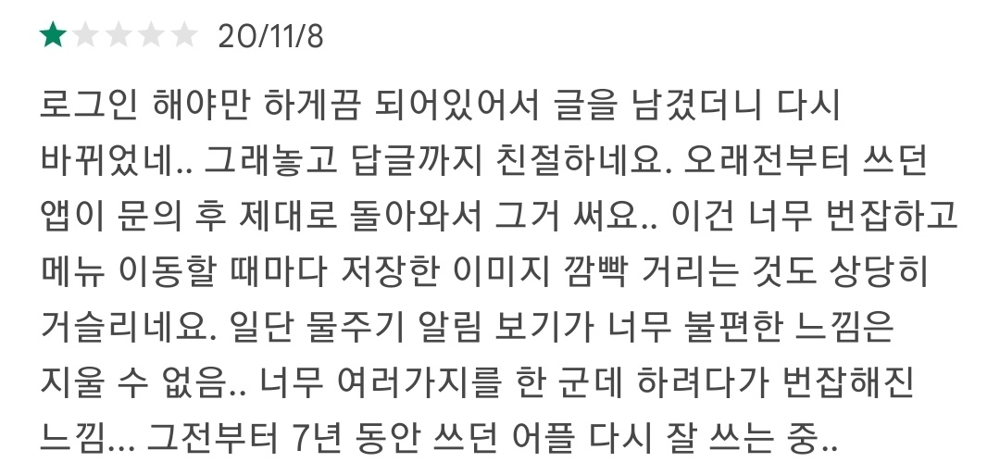 20/11/8
로그인 해야만 하게끔 되어있어서 글을 남겼더니 다시
바뀌었네.. 그래놓고 답글까지 친절하네요. 오래전부터 쓰던
앱이 문의 후 제대로 돌아와서 그거 써요.. 이건 너무 번잡하고
메뉴 이동할 때마다 저장한 이미지 깜빡 거리는 것도 상당히
거슬리네요. 일단 물주기 알림 보기가 너무 불편한 느낌은
지울 수 없음.. 너무 여러가지를 한 군데 하려다가 번잡해진
느낌... 그전부터 7년 동안 쓰던 어플 다시 잘 쓰는 중..